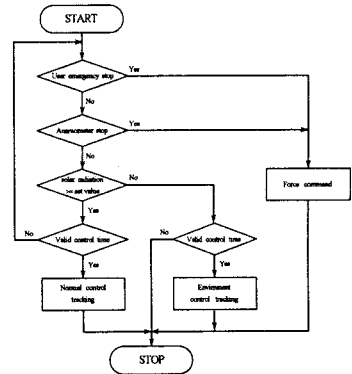 START
User emergency stop
Yes
No
Anemometer stop
Yes
No
solar radiation
>= set value
No
Yes
Force command
Valid control time
No
Yes
Valid control time
No
Yes
Normal control
tracking
Enviroment
control tracking
STOP